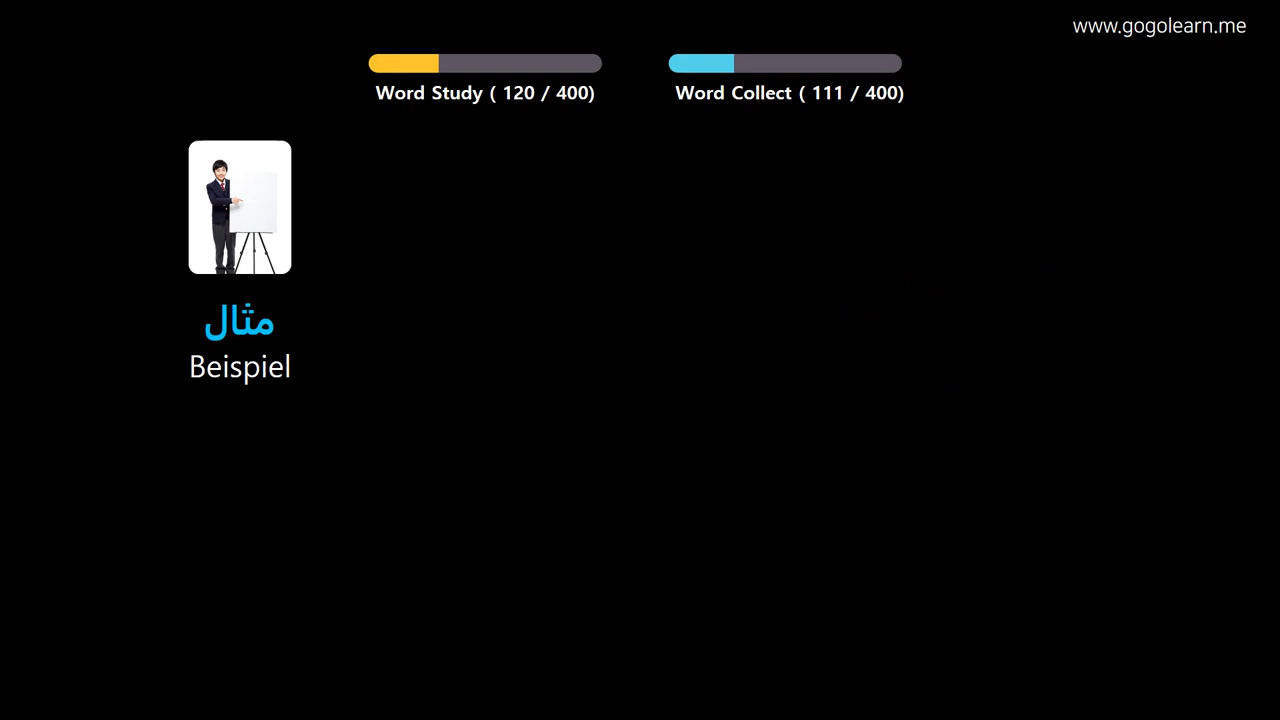 www.gogolearn.me
Word Study ( 120 / 400)
Word Collect ( 111 / 400)
مثال
Beispiel